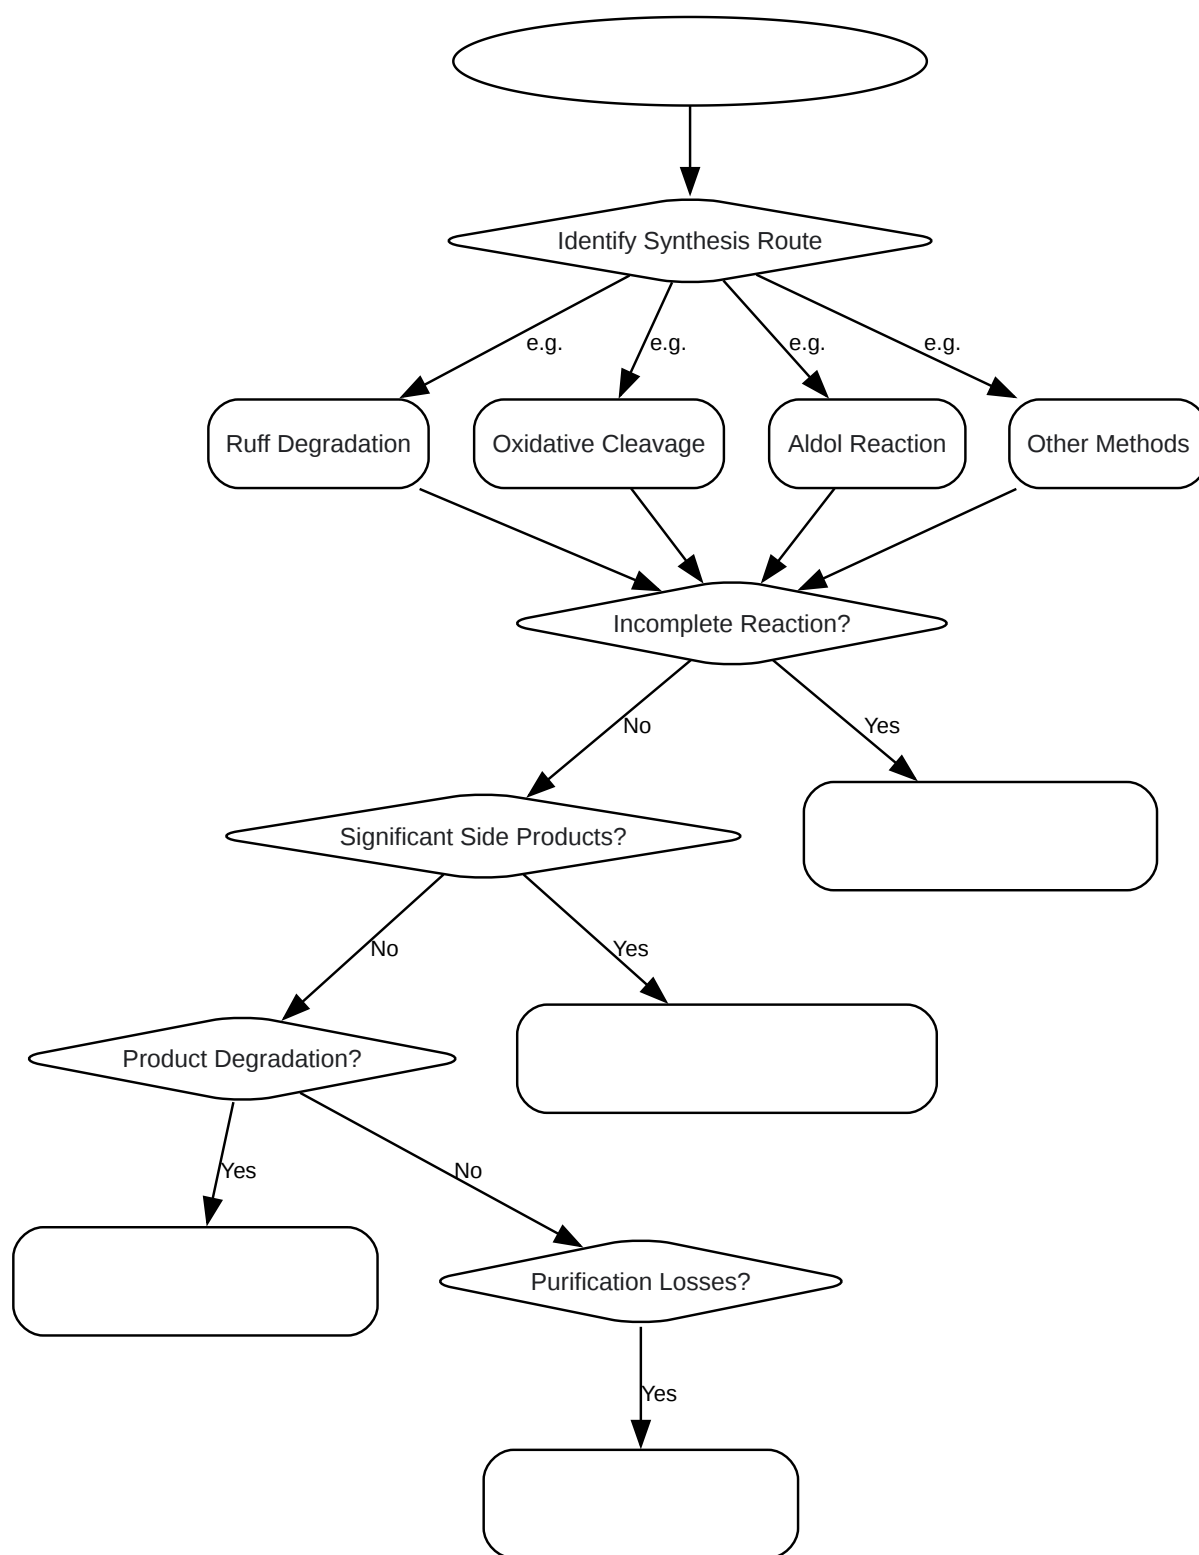 Identify Synthesis Route
e.g.
e.g.
e.g.
e.g.
Ruff Degradation
Oxidative Cleavage
Aldol Reaction
Other Methods
Incomplete Reaction?
No
Yes
Significant Side Products?
No
Yes
Product Degradation?
Yes
No
Purification Losses?
Yes